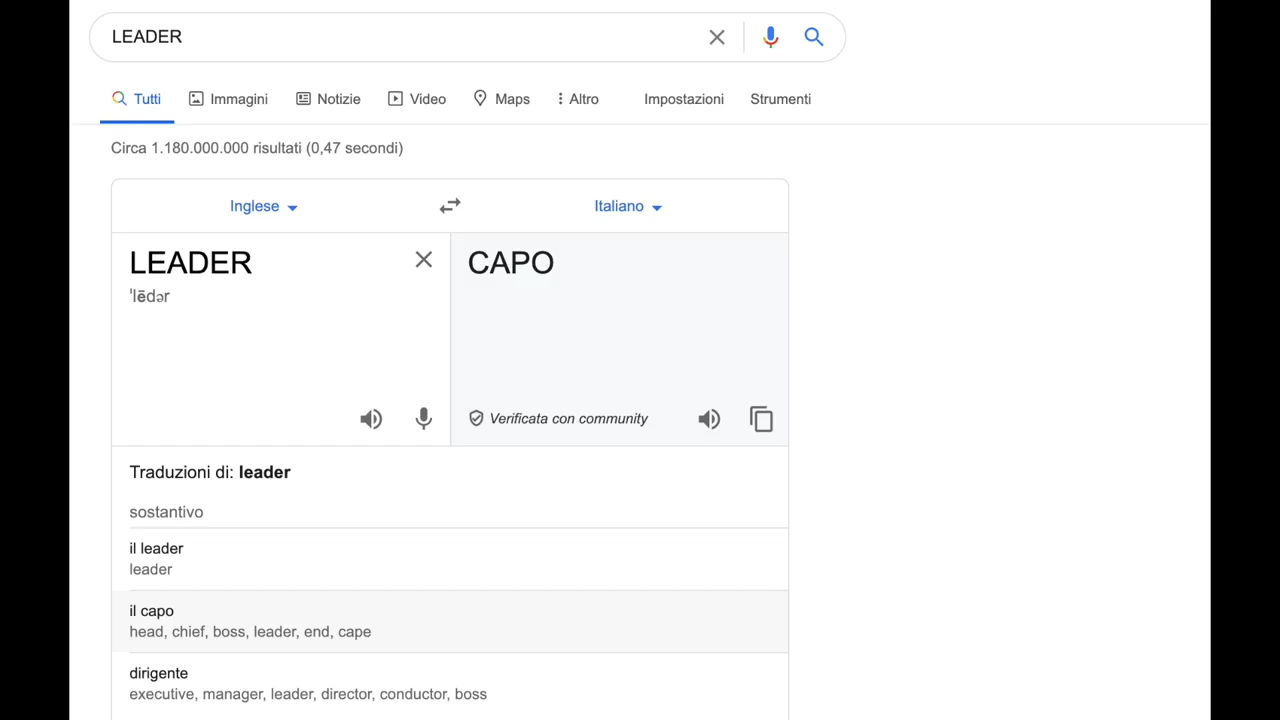 LEADER
Tutti Immagini Notizie Video Maps Altro Impostazioni Strumenti
Circa 1.180.000.000 risultati (0,47 secondi)
Inglese Italiano
LEADER CAPO
ˈlēdər
Verificata con community
Traduzioni di: leader
sostantivo
il leader
leader
il capo
head, chief, boss, leader, end, cape
dirigente
executive, manager, leader, director, conductor, boss